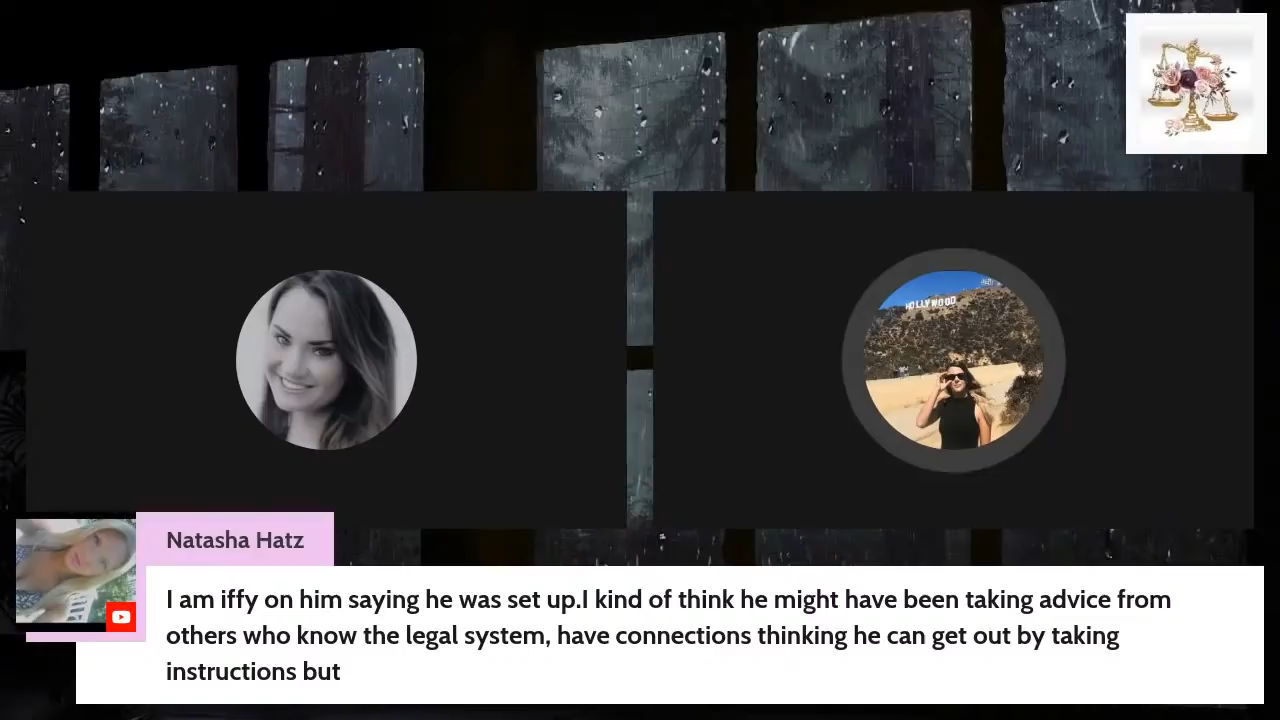 HOLLYWOOD
Natasha Hatz
I am iffy on him saying he was set up.I kind of think he might have been taking advice from
others who know the legal system, have connections thinking he can get out by taking
instructions but